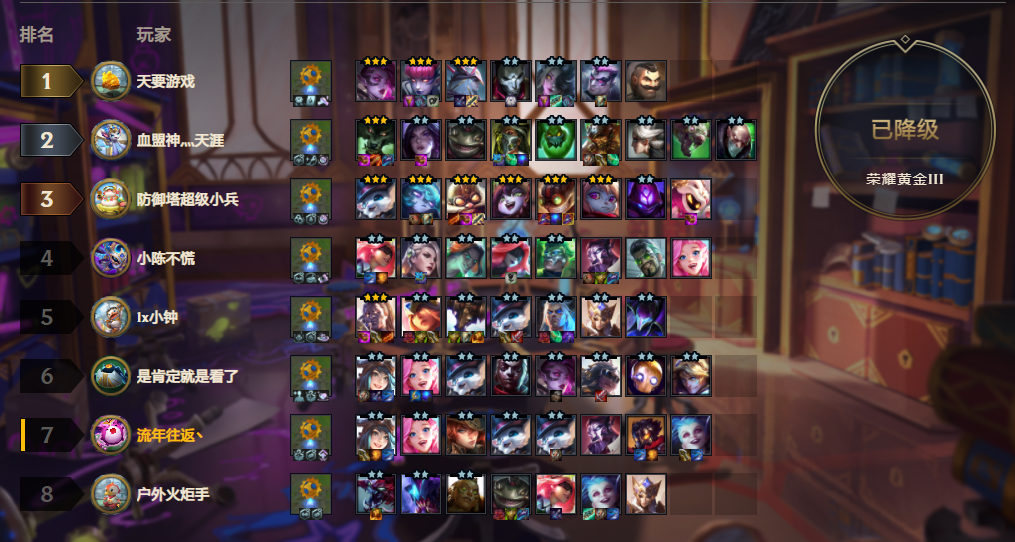 排名 玩家
1 天要游戏
2 血盟神灬天涯
已降级
3 防御塔超级小兵
荣耀黄金III
4 小陈不慌
5 lx小钟
6 是肯定就是看了
7 流年往返丶
8 户外火炬手